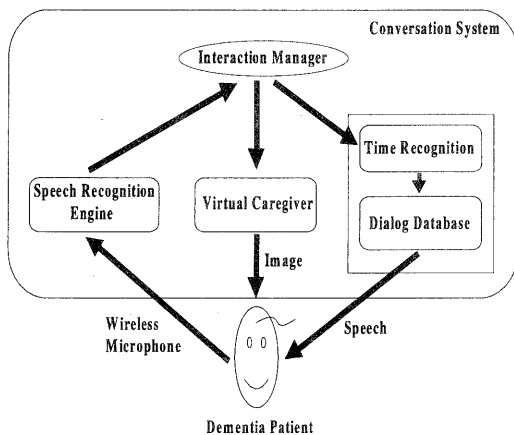 Conversation System
Interaction Manager
Time Recognition
Speech Recognition
Engine
Virtual Caregiver
Dialog Database
Image
Wireless
Microphone
Speech
Dementia Patient